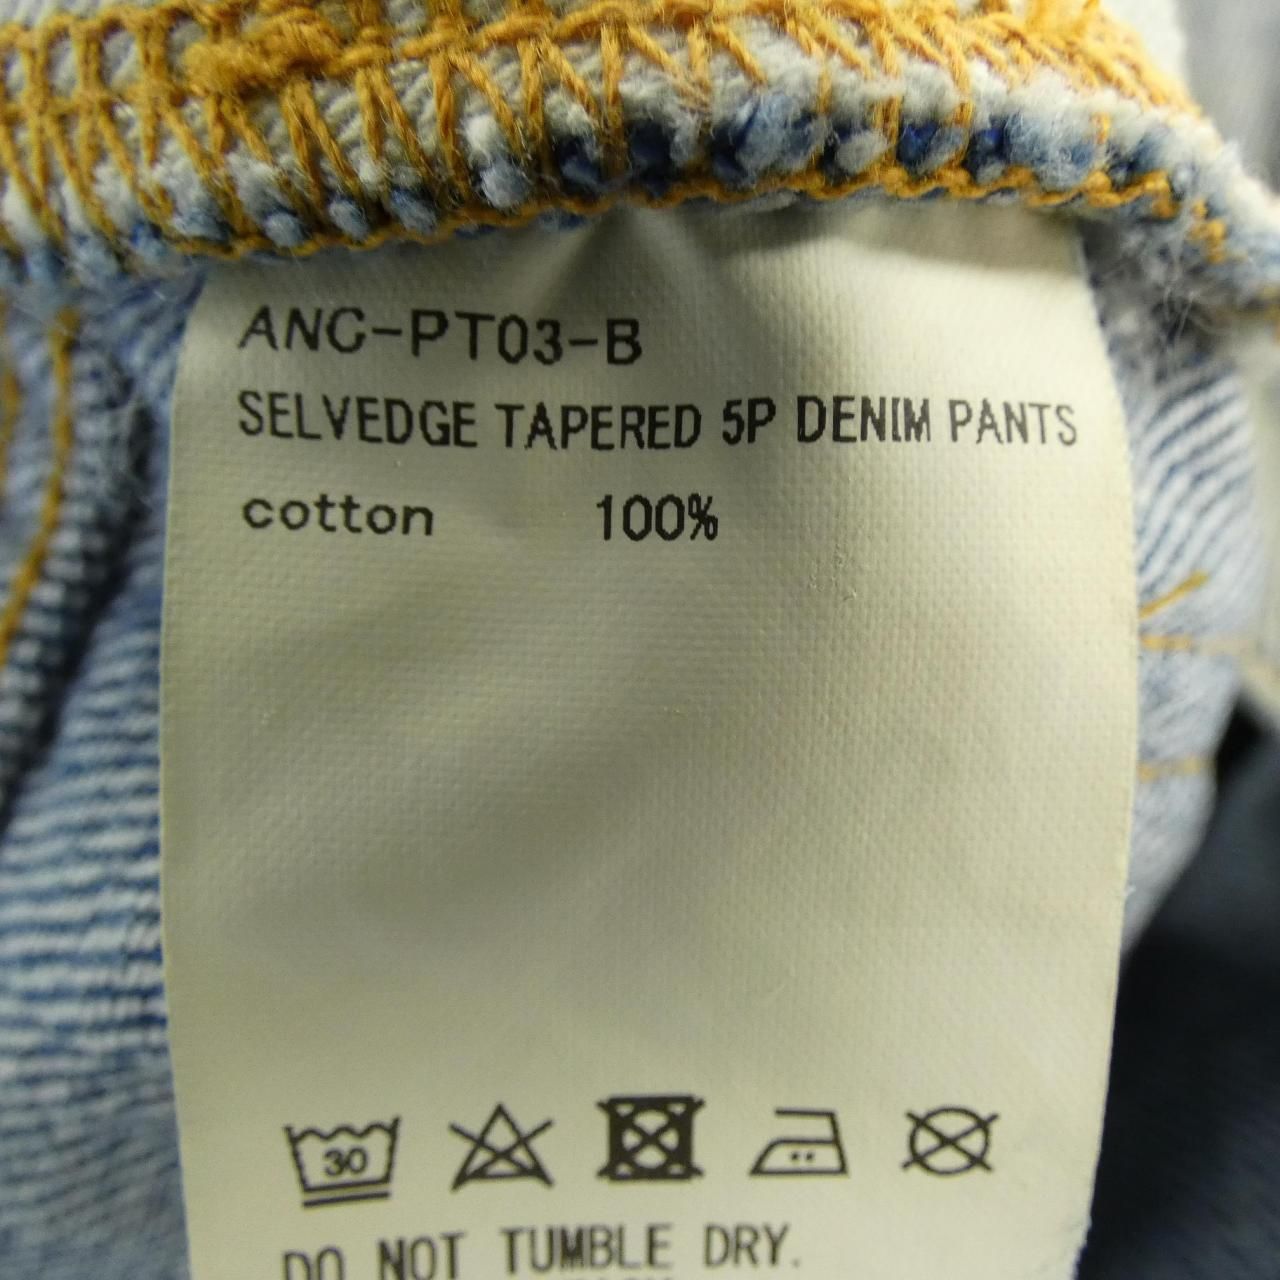 ANC-PT03-B
SELVEDGE TAPERED 5P DENIM PANTS
cotton 100%
30
DO NOT TUMBLE DRY.